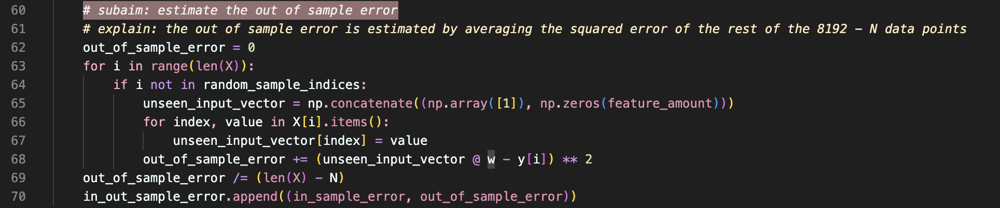 60 # subaim: estimate the out of sample error
61 # explain: the out of sample error is estimated by averaging the squared error of the rest of the 8192 - N data points
62 out_of_sample_error = 0
63 for i in range(len(X)):
64 if i not in random_sample_indices:
65 unseen_input_vector = np.concatenate((np.array([1]), np.zeros(feature_amount)))
66 for index, value in X[i].items():
67 unseen_input_vector[index] = value
68 out_of_sample_error += (unseen_input_vector @ w - y[i]) ** 2
69 out_of_sample_error /= (len(X) - N)
70 in_out_sample_error.append((in_sample_error, out_of_sample_error))